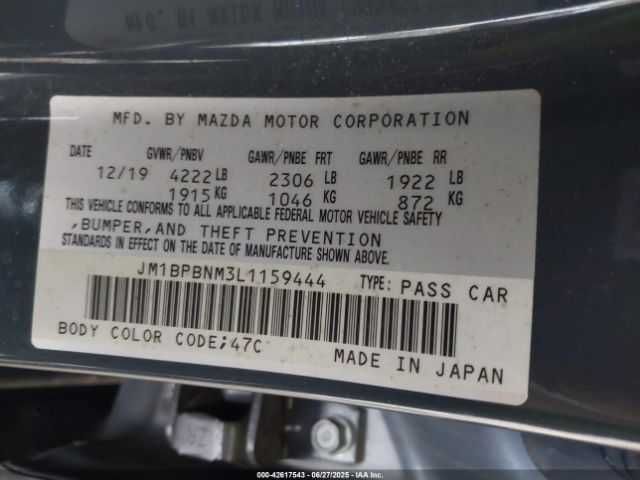 MFD. BY MAZDA MOTOR CORPORATION
DATE GVWR/PNBV GAWR/PNBE FRT GAWR/PNBE RR
12/19 4222 LB 2306 LB 1922 LB
1915 KG 1046 KG 872 KG
THIS VEHICLE CONFORMS TO ALL APPLICABLE FEDERAL MOTOR VEHICLE SAFETY
,BUMPER,AND THEFT PREVENTION
STANDARDS IN EFFECT ON THE DATE OF MANUFACTURE SHOWN ABOVE.
JM1BPBNM3L1159444 TYPE: PASS CAR
BODY COLOR CODE;47C
MADE IN JAPAN
000-42617543 - 06/27/2025 - IAA Inc.